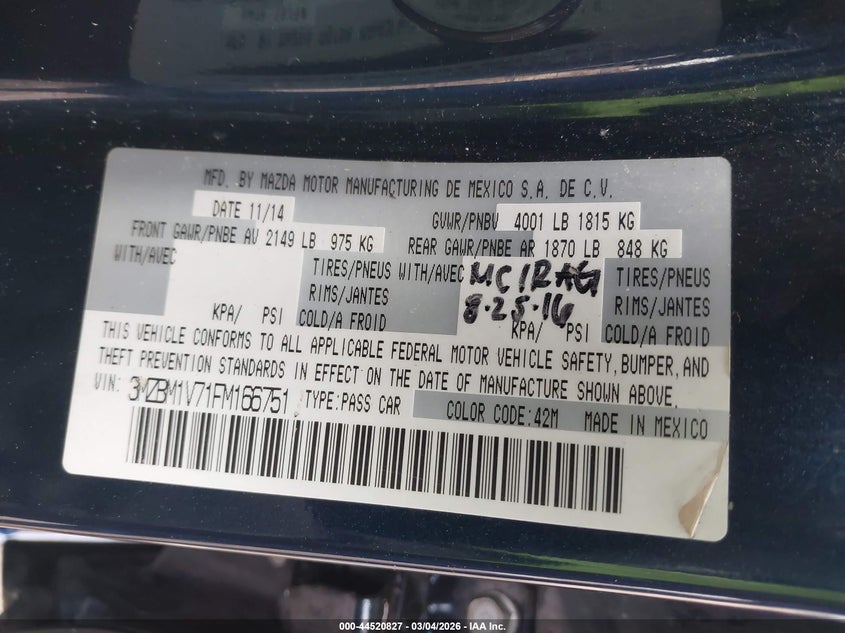 MFD. BY MAZDA MOTOR MANUFACTURING DE MEXICO S.A. DE C.V.
DATE 11/14 GVWR/PNBV 4001 LB 1815 KG
FRONT GAWR/PNBE AV 2149 LB 975 KG REAR GAWR/PNBE AR 1870 LB 848 KG
WITH/AVEC TIRES/PNEUS WITH/AVEC TIRES/PNEUS
RIMS/JANTES 8·25·16 RIMS/JANTES
KPA/ PSI COLD/A FROID KPA/ PSI COLD/A FROID
THIS VEHICLE CONFORMS TO ALL APPLICABLE FEDERAL MOTOR VEHICLE SAFETY, BUMPER, AND
THEFT PREVENTION STANDARDS IN EFFECT ON THE DATE OF MANUFACTURE SHOWN ABOVE.
VIN: 3MZBM1V71FM166751 TYPE:PASS CAR COLOR CODE:42M MADE IN MEXICO
000-44520827 - 03/04/2026 - IAA Inc.